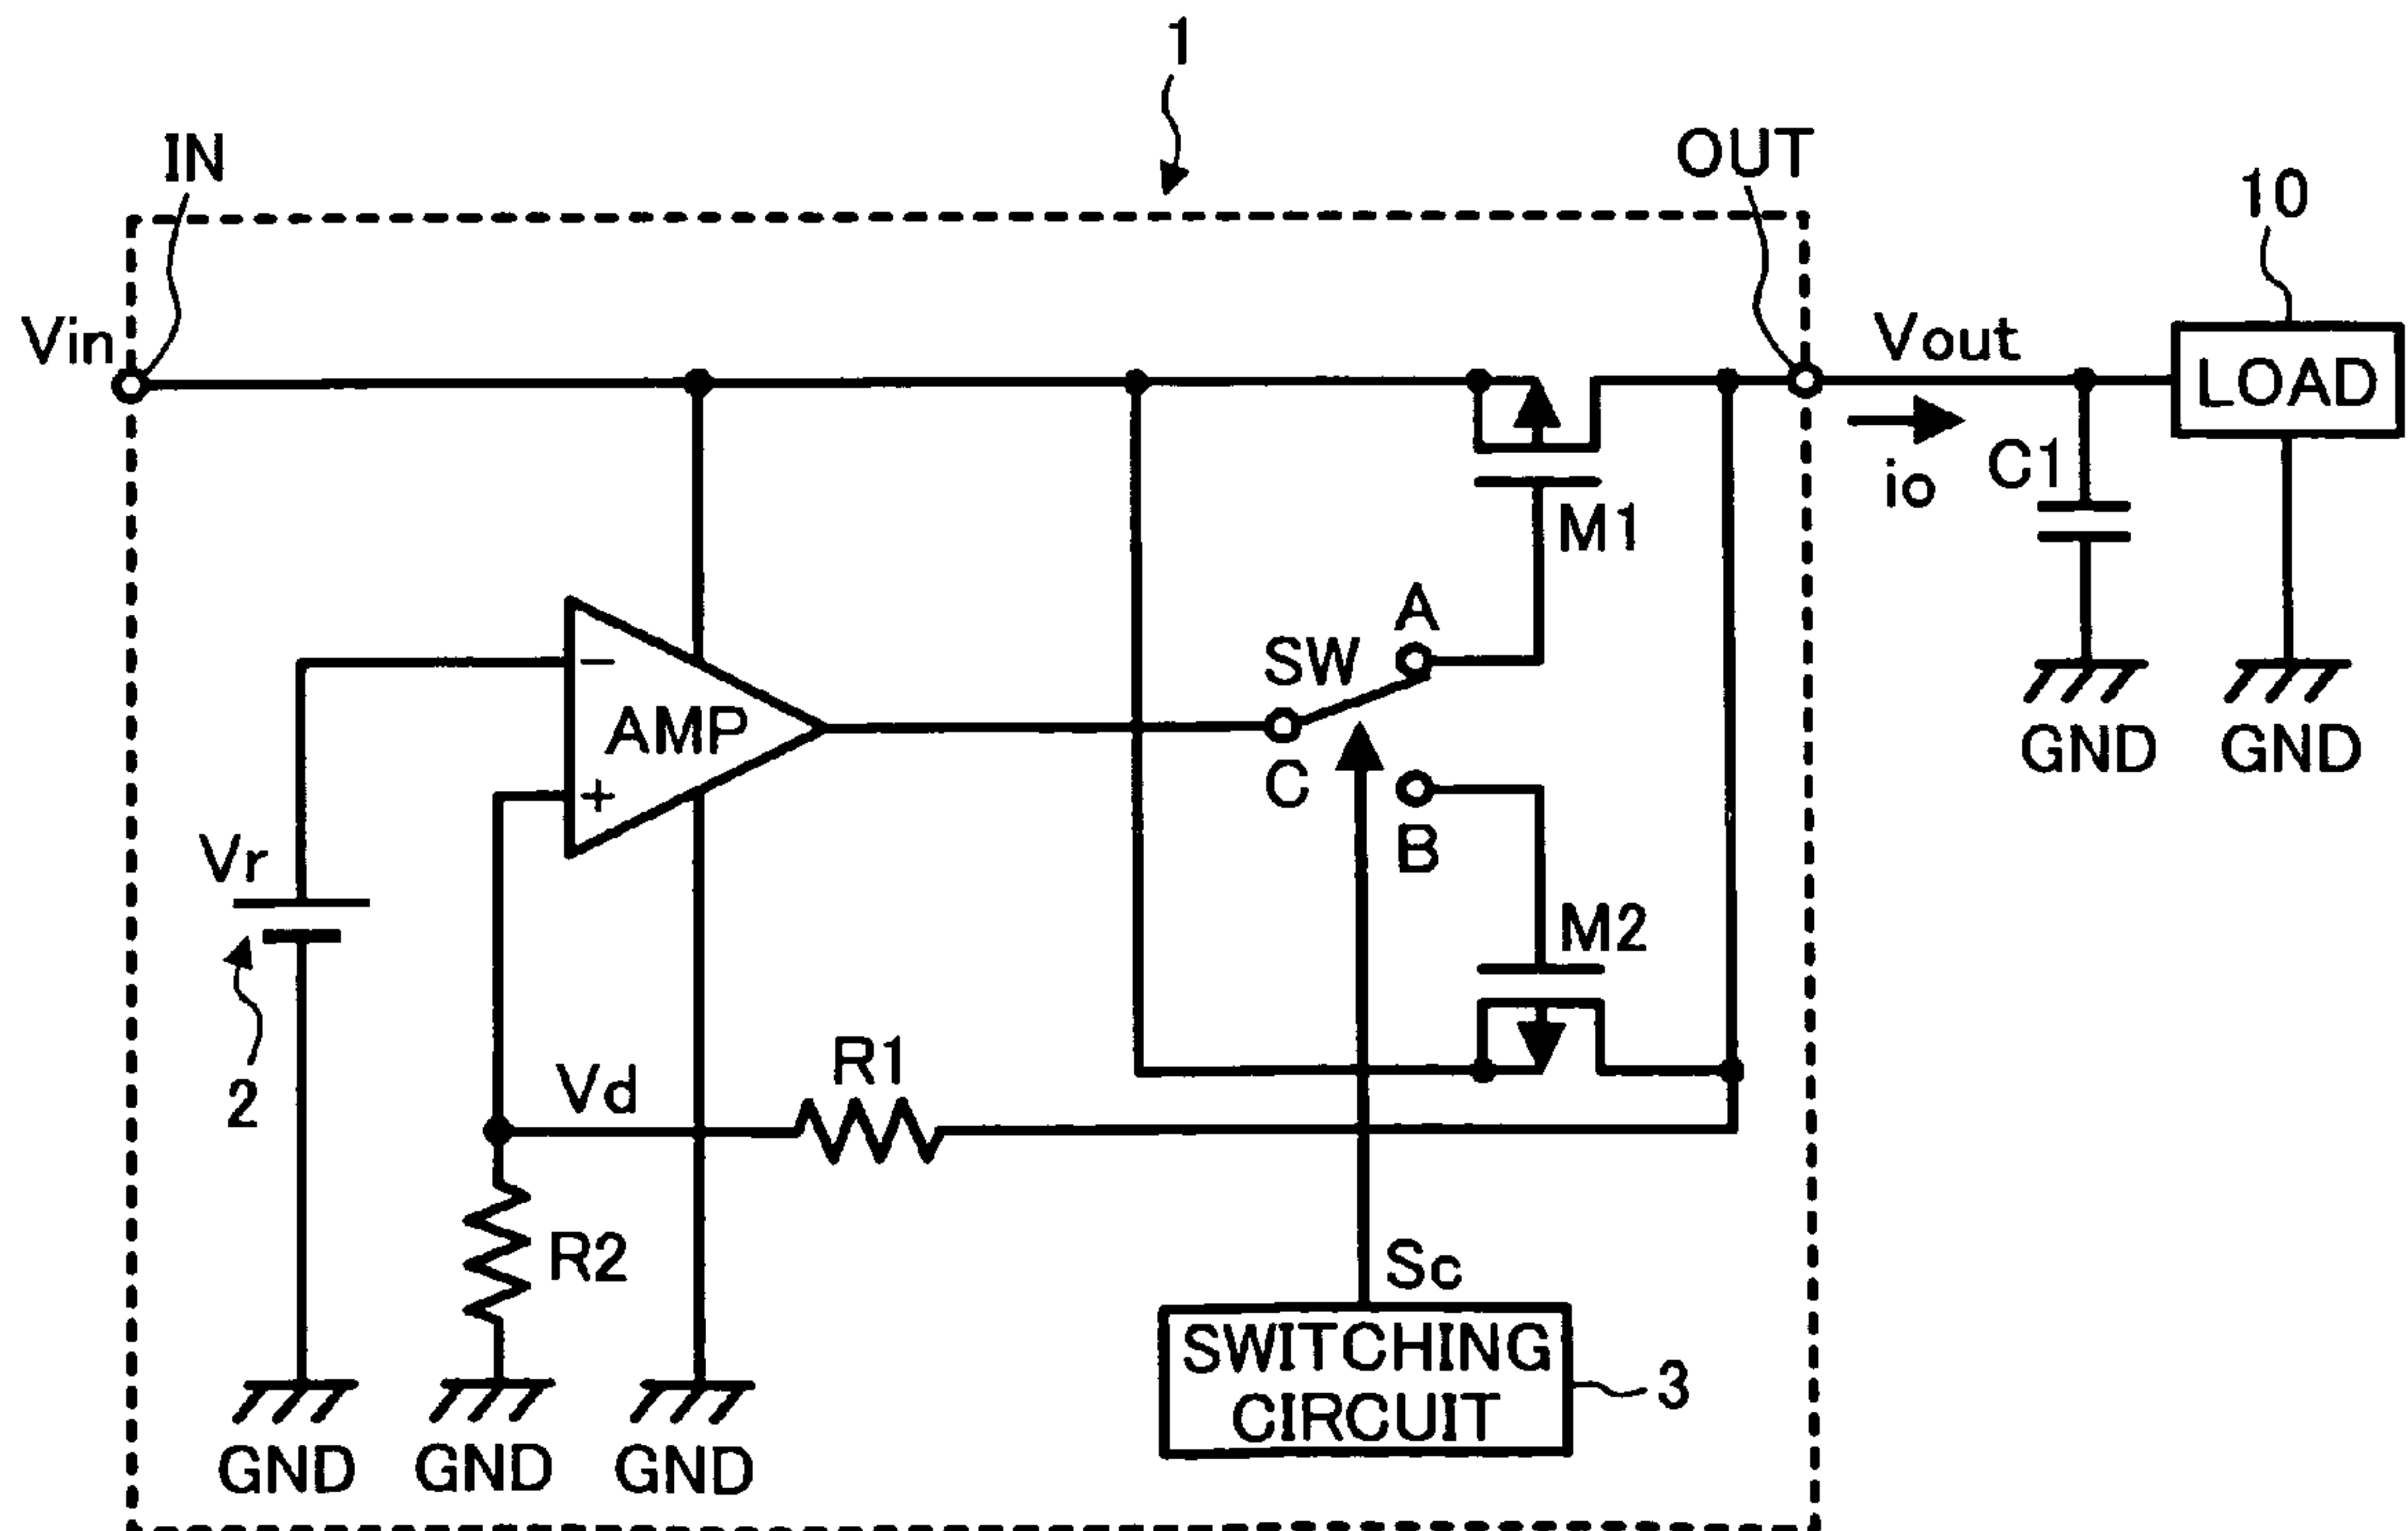 1
IN
OUT
10
Vin
Vout
LOAD
io
C1
M1
A
SW
−
AMP
+
C
B
GND
GND
Vr
M2
2
Vd
R1
R2
Sc
SWITCHING
CIRCUIT
3
GND
GND
GND